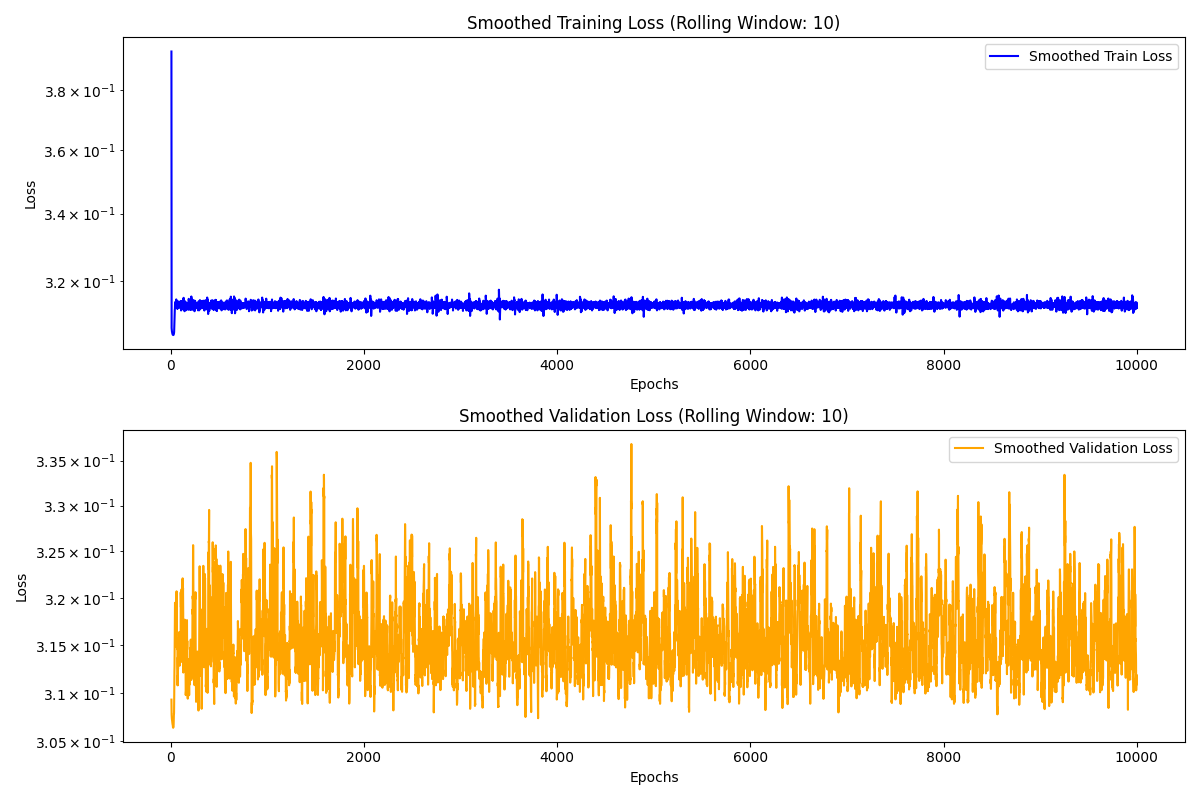 Smoothed Training Loss (Rolling Window: 10)
Smoothed Train Loss
3.8 × 10⁻¹
3.6 × 10⁻¹
3.4 × 10⁻¹
3.2 × 10⁻¹
Loss
0 2000 4000 6000 8000 10000
Epochs
Smoothed Validation Loss (Rolling Window: 10)
Smoothed Validation Loss
3.35 × 10⁻¹
3.3 × 10⁻¹
3.25 × 10⁻¹
3.2 × 10⁻¹
3.15 × 10⁻¹
3.1 × 10⁻¹
3.05 × 10⁻¹
Loss
0 2000 4000 6000 8000 10000
Epochs